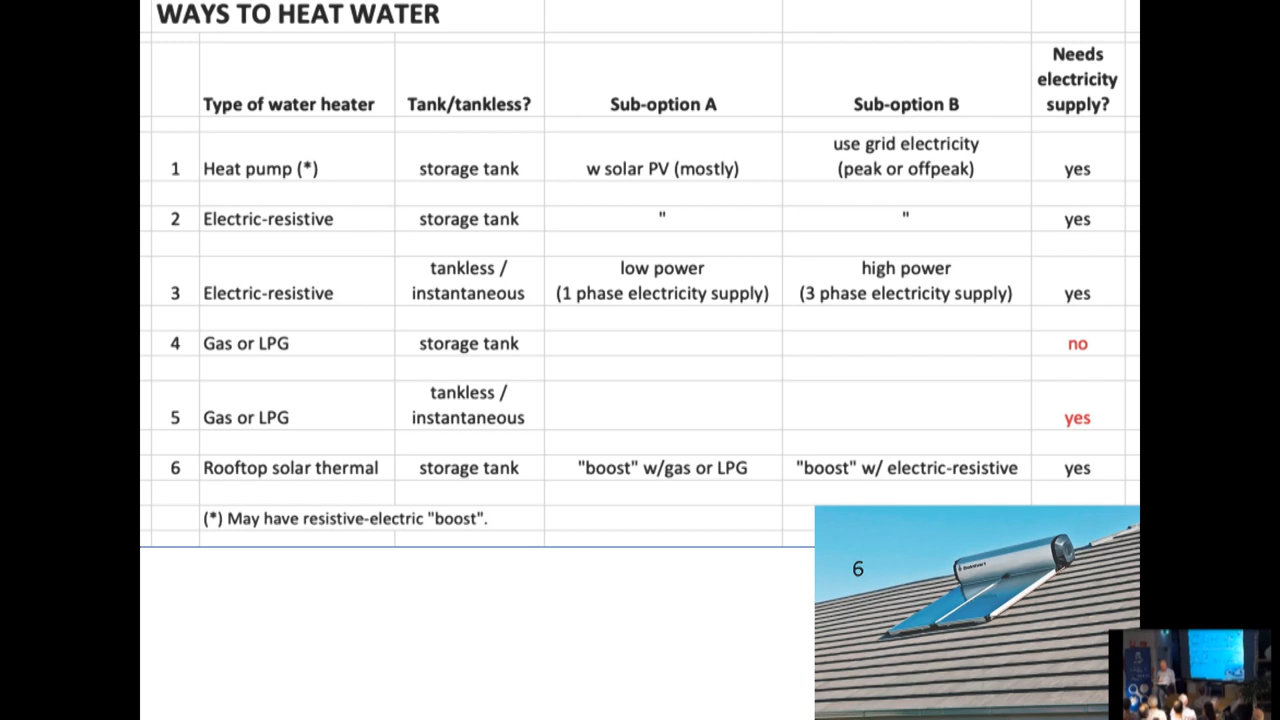 WAYS TO HEAT WATER
Needs
electricity
Type of water heater Tank/tankless? Sub-option A Sub-option B supply?
use grid electricity
1 Heat pump (*) storage tank w solar PV (mostly) (peak or offpeak) yes
2 Electric-resistive storage tank " " yes
tankless / low power high power
3 Electric-resistive instantaneous (1 phase electricity supply) (3 phase electricity supply) yes
4 Gas or LPG storage tank no
tankless /
5 Gas or LPG instantaneous yes
6 Rooftop solar thermal storage tank "boost" w/gas or LPG "boost" w/ electric-resistive yes
(*) May have resistive-electric "boost".
6